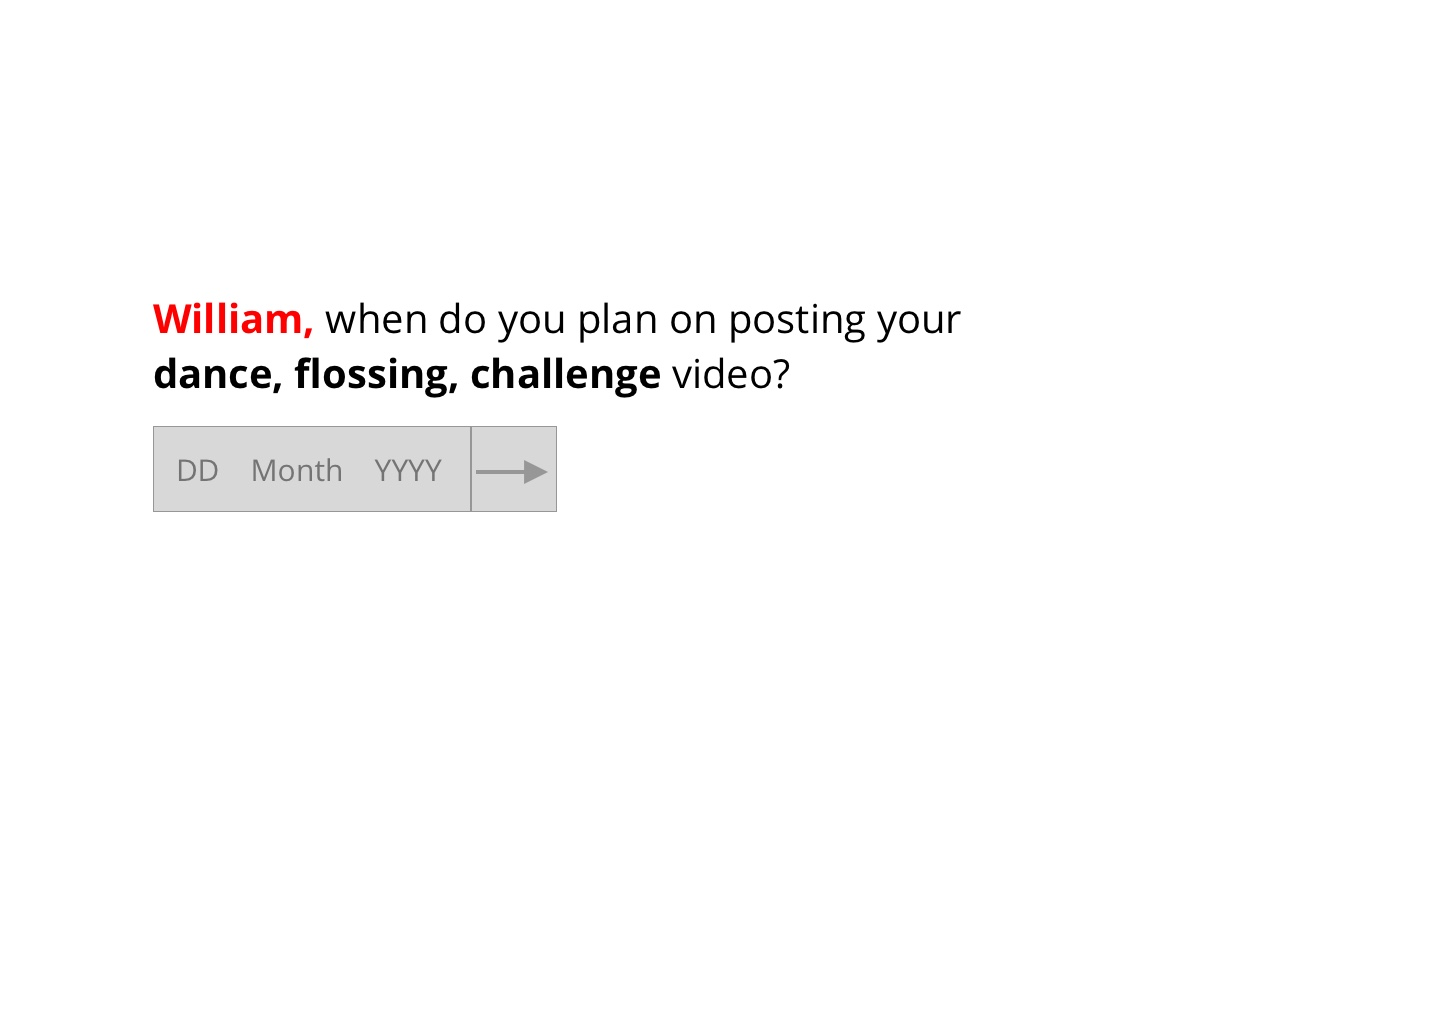 William, when do you plan on posting your
dance, flossing, challenge video?
DD Month YYYY